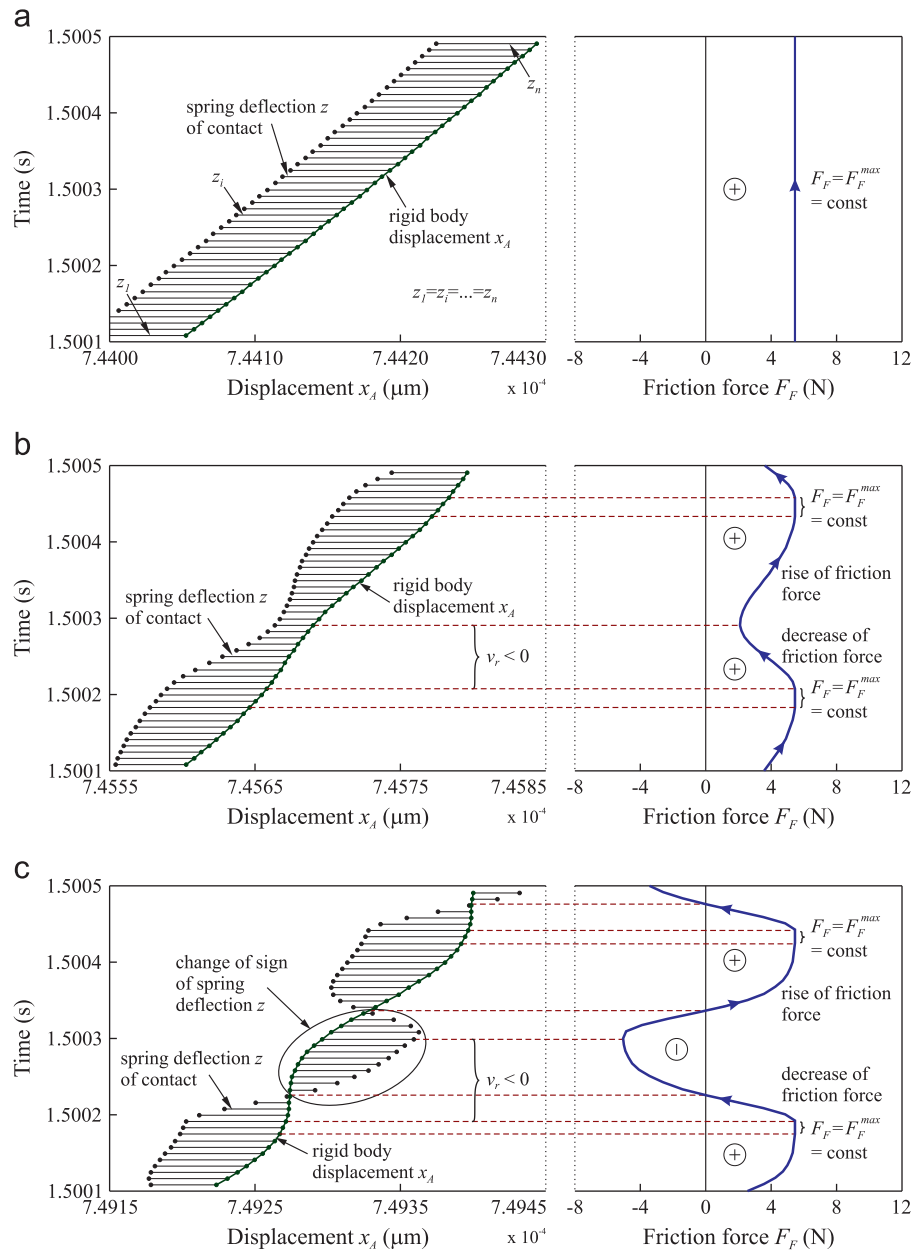 a
1.5005
1.5004
1.5003
1.5002
1.5001
Time (s)
spring deflection z
of contact
z_n
z_i
z_1
rigid body
displacement x_A
z_1=z_i=...=z_n
7.4400 7.4410 7.4420 7.4430
Displacement x_A (μm) x 10^-4
+
F_F=F_F^max
= const
-8 -4 0 4 8 12
Friction force F_F (N)
b
1.5005
1.5004
1.5003
1.5002
1.5001
Time (s)
spring deflection z
of contact
rigid body
displacement x_A
v_r < 0
7.4555 7.4565 7.4575 7.4585
Displacement x_A (μm) x 10^-4
} F_F=F_F^max
= const
+
rise of friction
force
decrease of
friction force
+
} F_F=F_F^max
= const
-8 -4 0 4 8 12
Friction force F_F (N)
c
1.5005
1.5004
1.5003
1.5002
1.5001
Time (s)
change of sign
of spring
deflection z
spring deflection z
of contact
v_r < 0
rigid body
displacement x_A
7.4915 7.4925 7.4935 7.4945
Displacement x_A (μm) x 10^-4
} F_F=F_F^max
= const
+
rise of friction
force
−
decrease of
friction force
} F_F=F_F^max
= const
+
-8 -4 0 4 8 12
Friction force F_F (N)